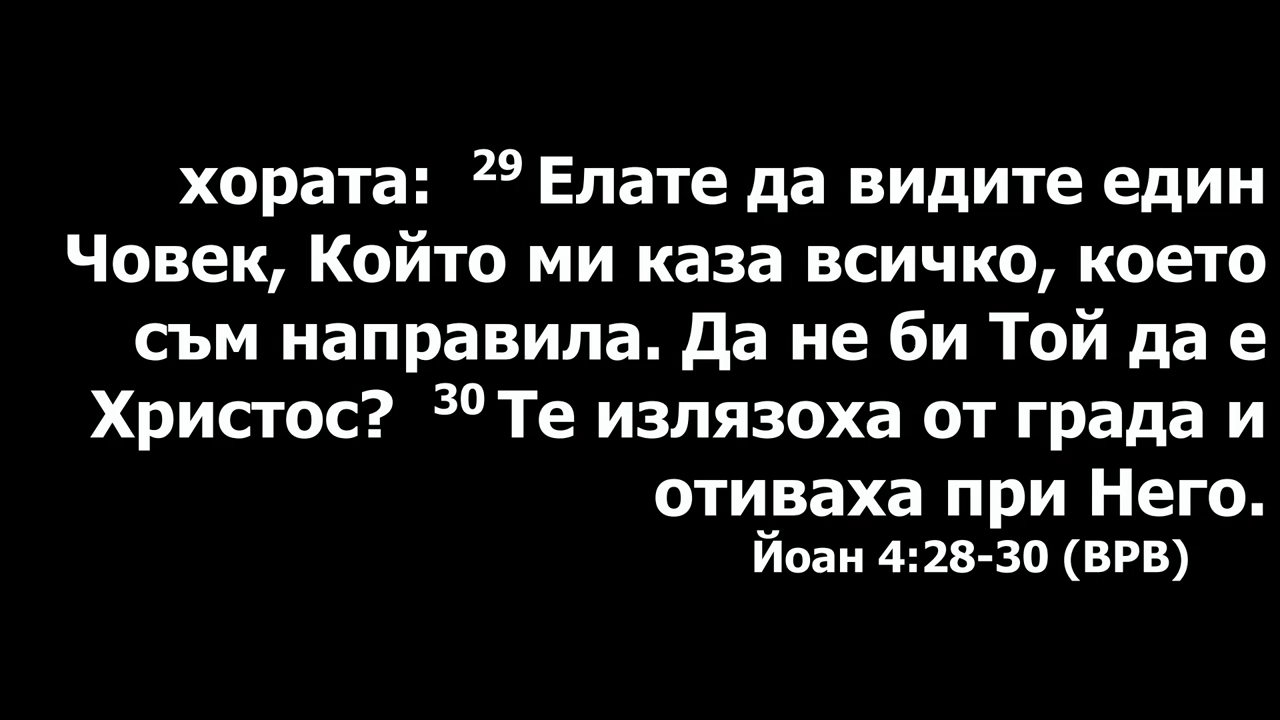 хората: 29 Елате да видите един
Човек, Който ми каза всичко, което
съм направила. Да не би Той да е
Христос? 30 Те излязоха от града и
отиваха при Него.
Йоан 4:28-30 (ВРВ)